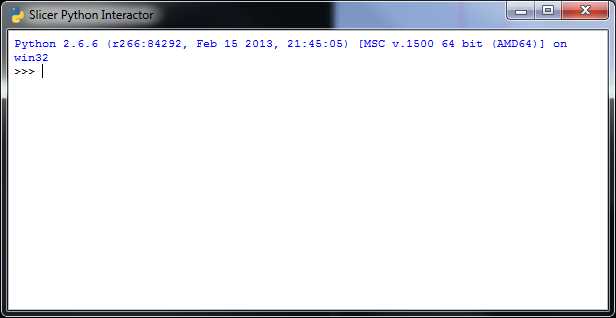 Slicer Python Interactor
Python 2.6.6 (r266:84292, Feb 15 2013, 21:45:05) [MSC v.1500 64 bit (AMD64)] on
win32
>>>